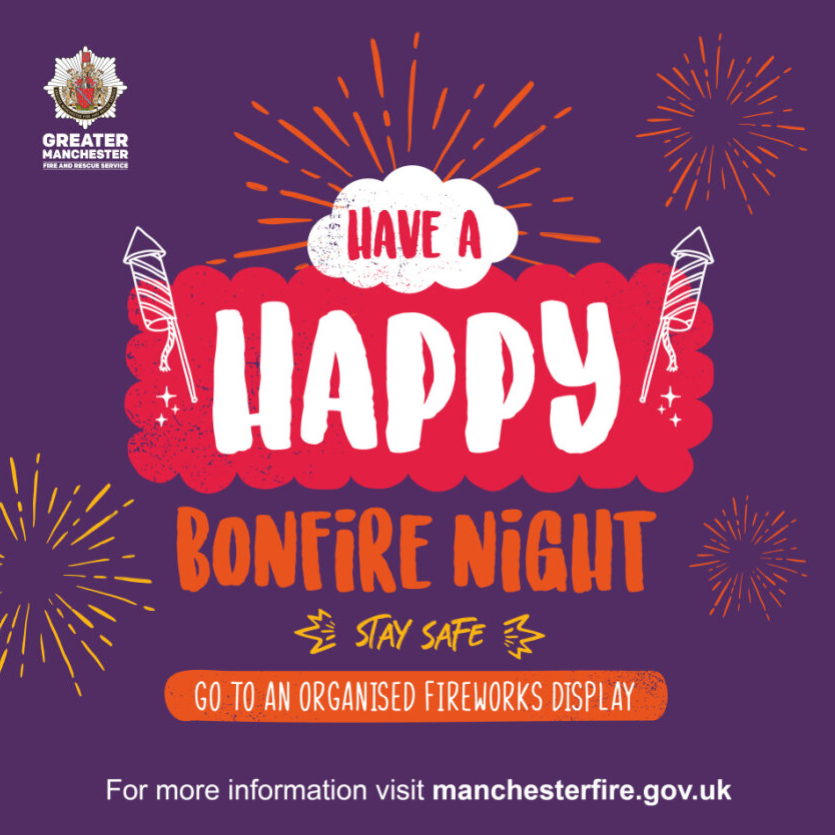 GREATER
MANCHESTER
FIRE AND RESCUE SERVICE
HAVE A
HAPPY
BONFiRE NiGHT
STAY SAFE
GO TO AN ORGANISED FIREWORKS DISPLAY
For more information visit manchesterfire.gov.uk